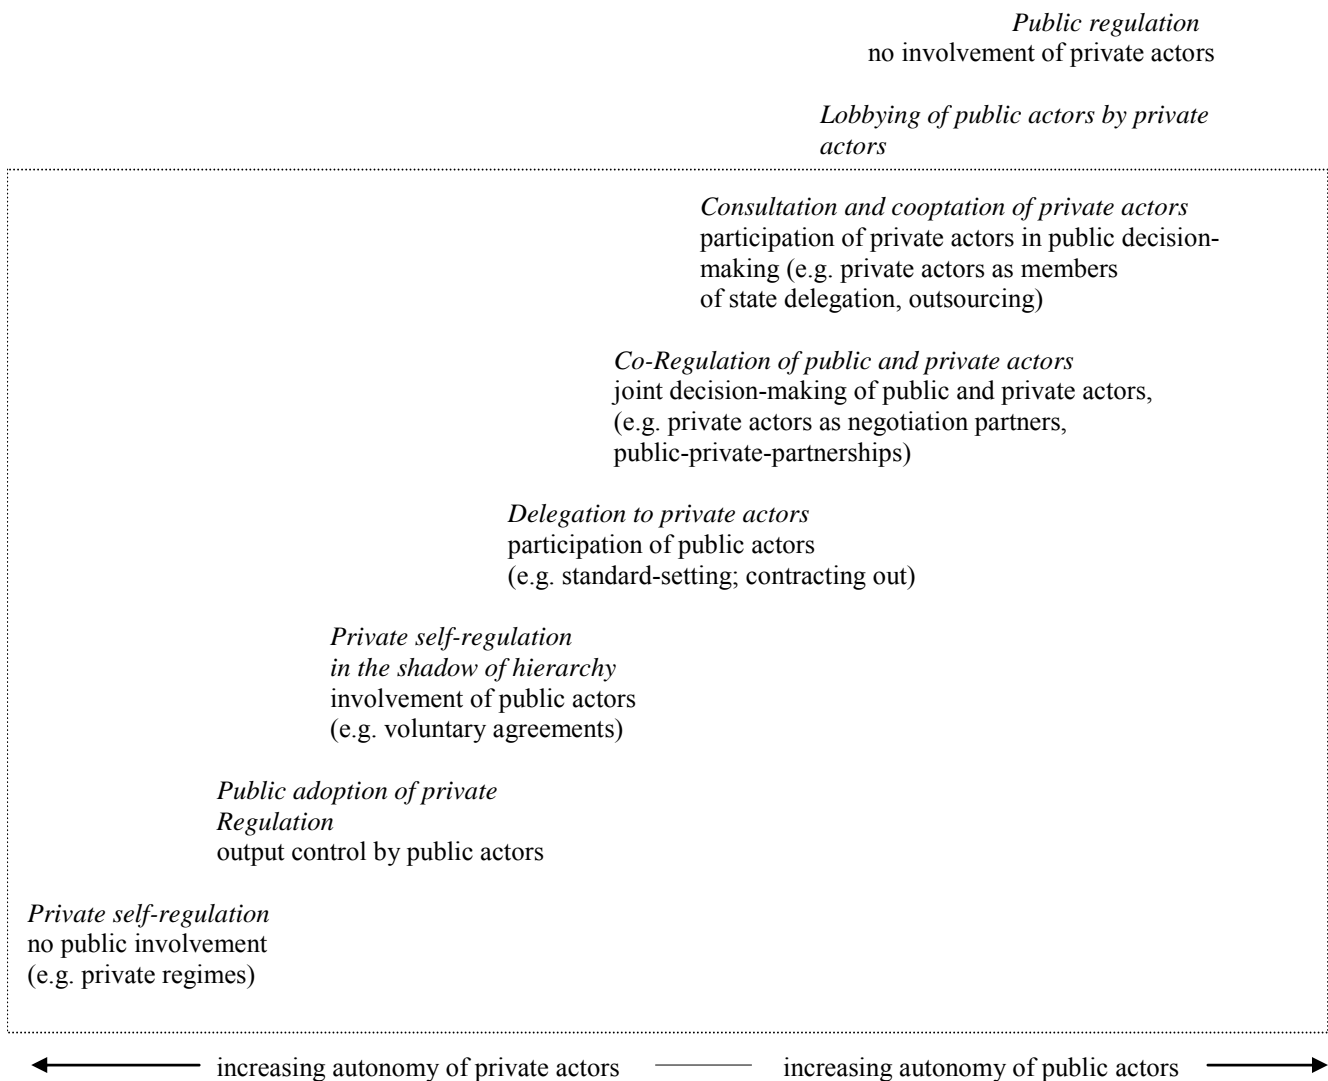 Public regulation
no involvement of private actors
Lobbying of public actors by private
actors
Consultation and cooptation of private actors
participation of private actors in public decision-
making (e.g. private actors as members
of state delegation, outsourcing)
Co-Regulation of public and private actors
joint decision-making of public and private actors,
(e.g. private actors as negotiation partners,
public-private-partnerships)
Delegation to private actors
participation of public actors
(e.g. standard-setting; contracting out)
Private self-regulation
in the shadow of hierarchy
involvement of public actors
(e.g. voluntary agreements)
Public adoption of private
Regulation
output control by public actors
Private self-regulation
no public involvement
(e.g. private regimes)
increasing autonomy of private actors increasing autonomy of public actors